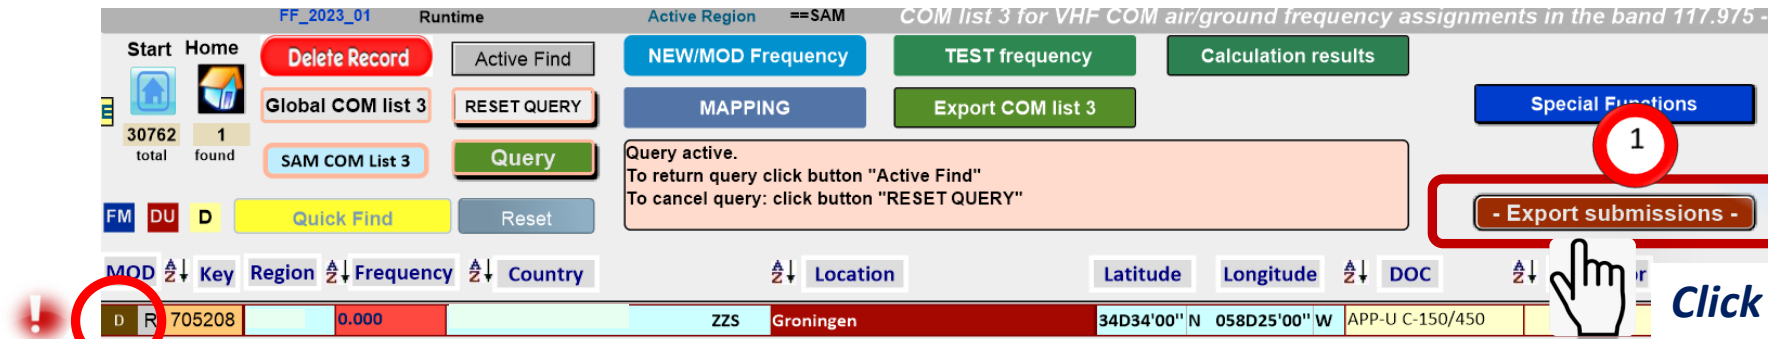 FF_2023_01 Runtime Active Region ==SAM COM list 3 for VHF COM air/ground frequency assignments in the band 117.975 -
Start Home Delete Record Active Find NEW/MOD Frequency TEST frequency Calculation results
E Global COM list 3 RESET QUERY MAPPING Export COM list 3 Special Functions
30762 1
total found SAM COM List 3 Query
Query active.
To return query click button "Active Find"
To cancel query: click button "RESET QUERY"
1
FM DU D Quick Find Reset - Export submissions -
MOD Key Region Frequency Country Location Latitude Longitude DOC or
Click
! D R 705208 0.000 ZZS Groningen 34D34'00" N 058D25'00" W APP-U C-150/450